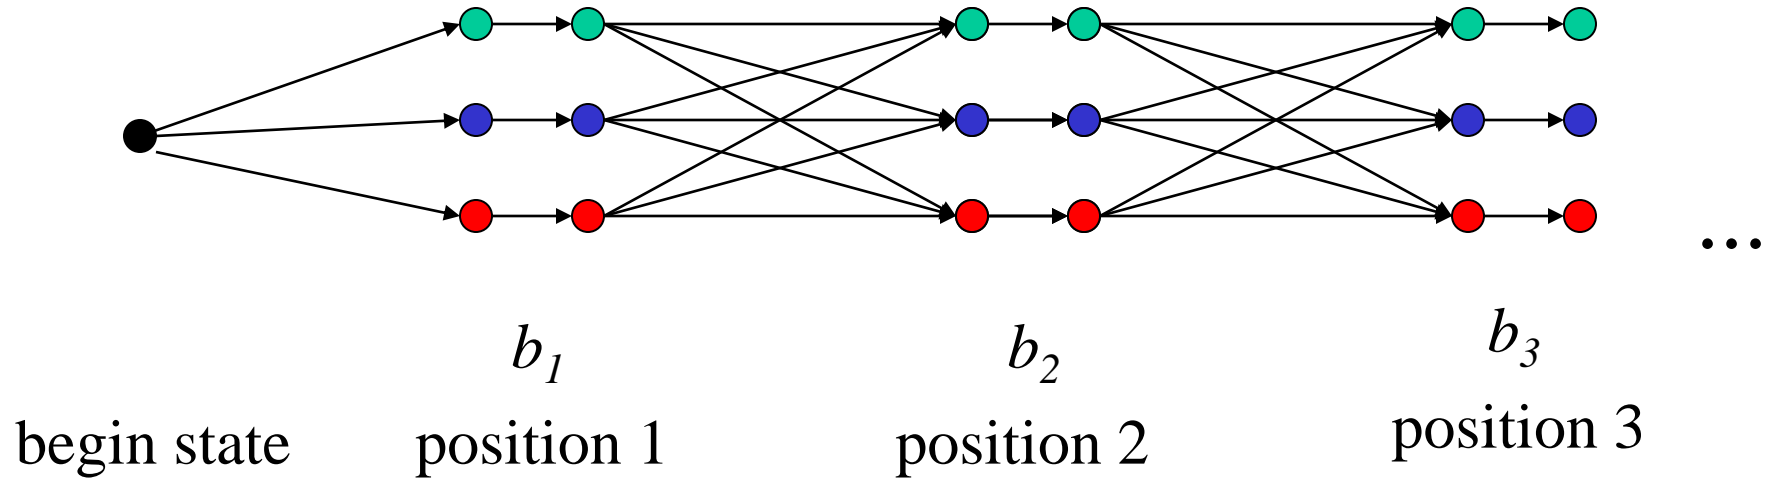 ...
b1 b2 b3
begin state position 1 position 2 position 3